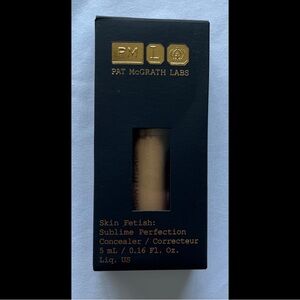 PM L
PAT McGRATH LABS
Skin Fetish:
Sublime Perfection
Concealer / Correcteur
5 mL / 0.16 Fl. Oz.
Liq. US